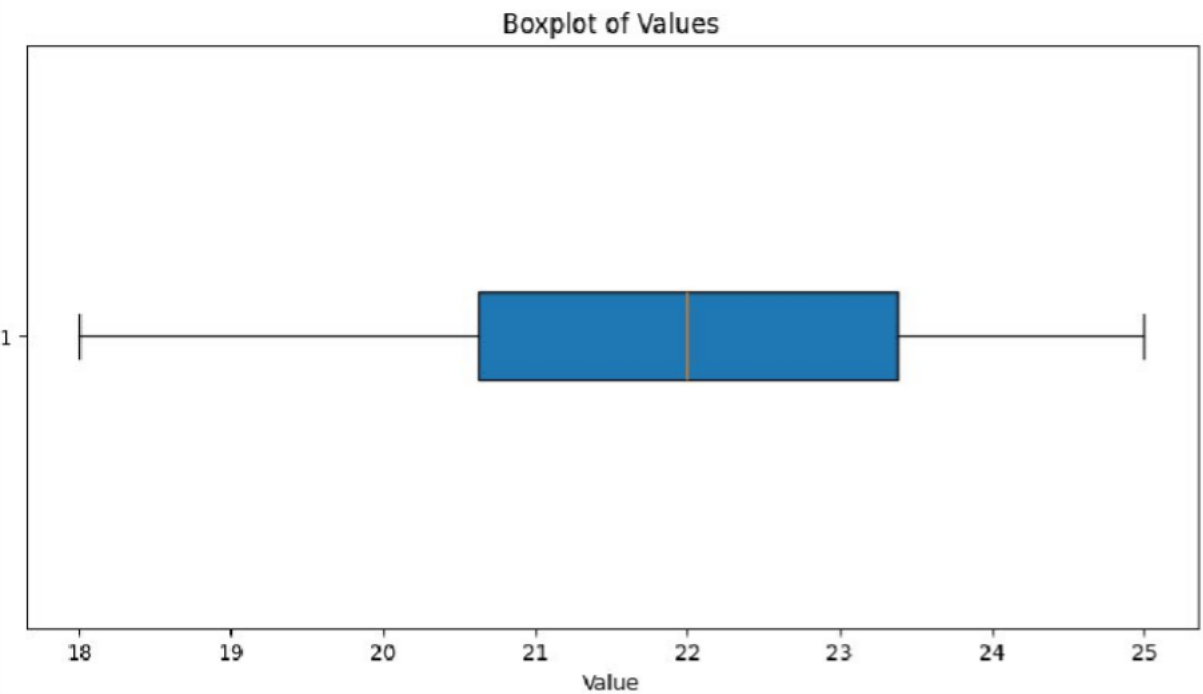 Boxplot of Values
1
18 19 20 21 22 23 24 25
Value